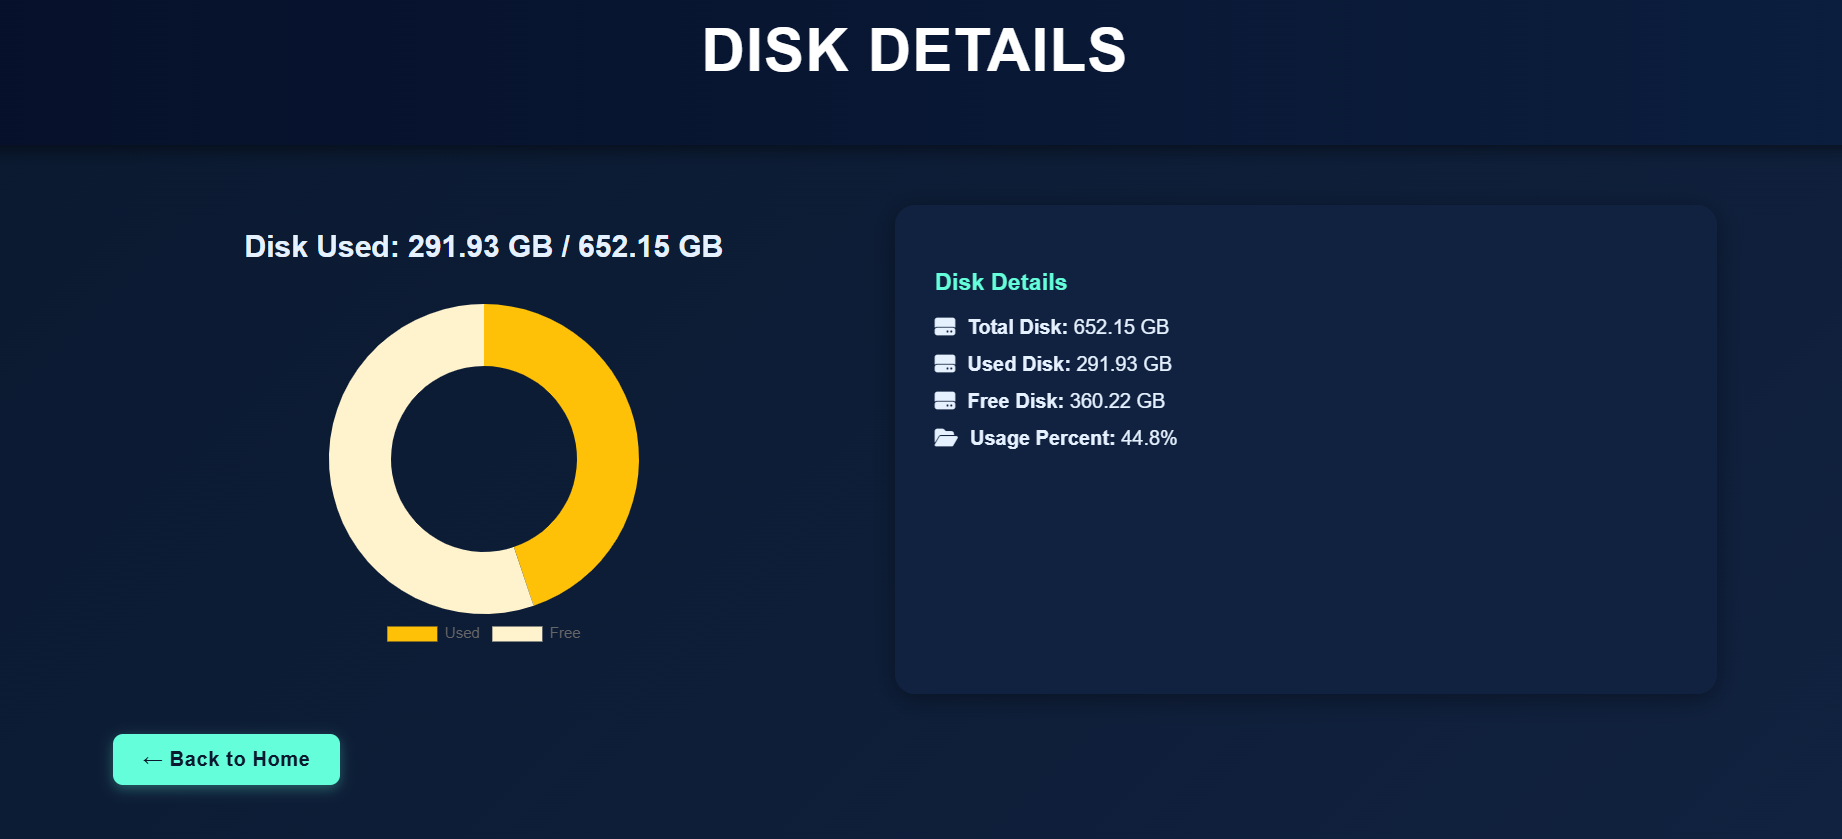 DISK DETAILS
Disk Used: 291.93 GB / 652.15 GB
Used Free
Disk Details
Total Disk: 652.15 GB
Used Disk: 291.93 GB
Free Disk: 360.22 GB
Usage Percent: 44.8%
← Back to Home